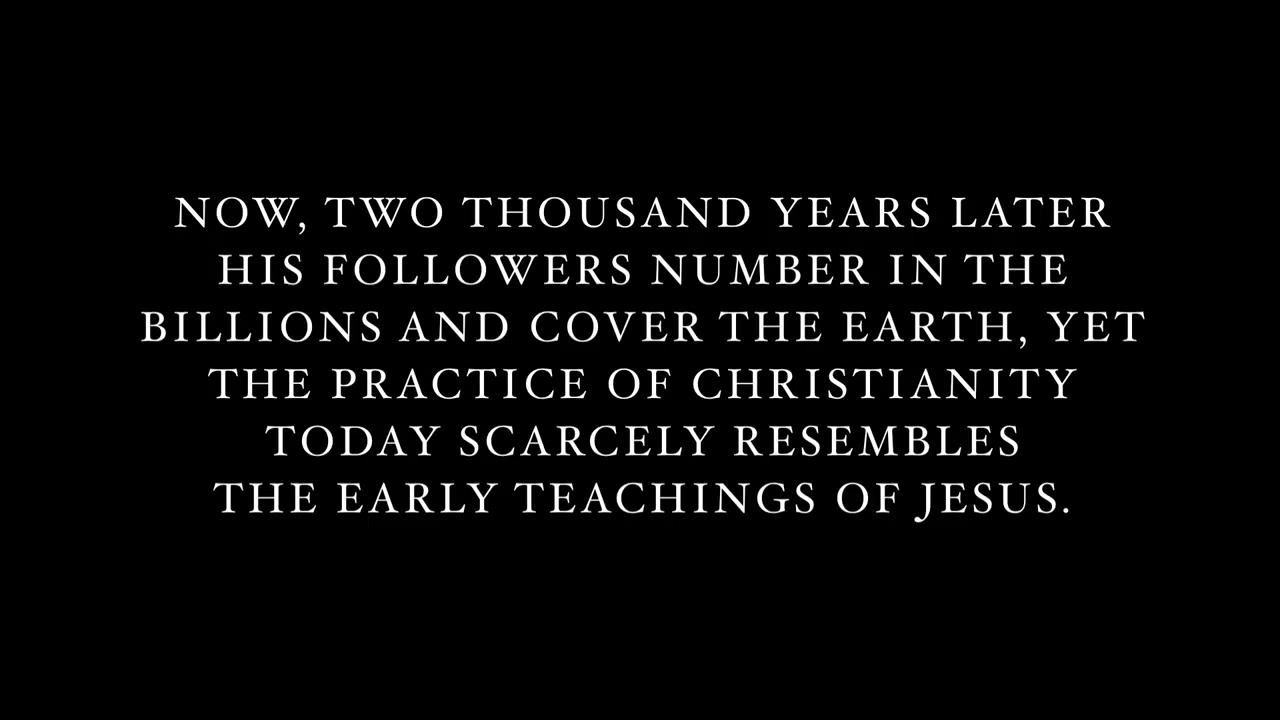 NOW, TWO THOUSAND YEARS LATER
HIS FOLLOWERS NUMBER IN THE
BILLIONS AND COVER THE EARTH, YET
THE PRACTICE OF CHRISTIANITY
TODAY SCARCELY RESEMBLES
THE EARLY TEACHINGS OF JESUS.